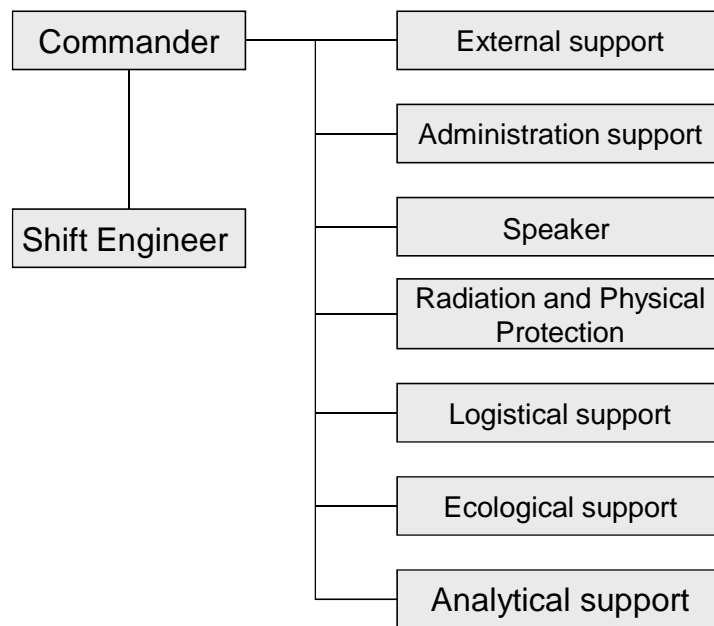 Commander
External support
Administration support
Shift Engineer
Speaker
Radiation and Physical
Protection
Logistical support
Ecological support
Analytical support